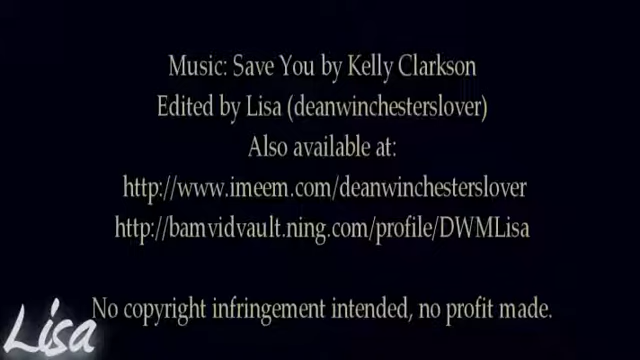 Music: Save You by Kelly Clarkson
Edited by Lisa (deanwinchesterslover)
Also available at:
http://www.imeem.com/deanwinchesterslover
http://bamvidvault.ning.com/profile/DWMLisa
No copyright infringement intended, no profit made.
Lisa